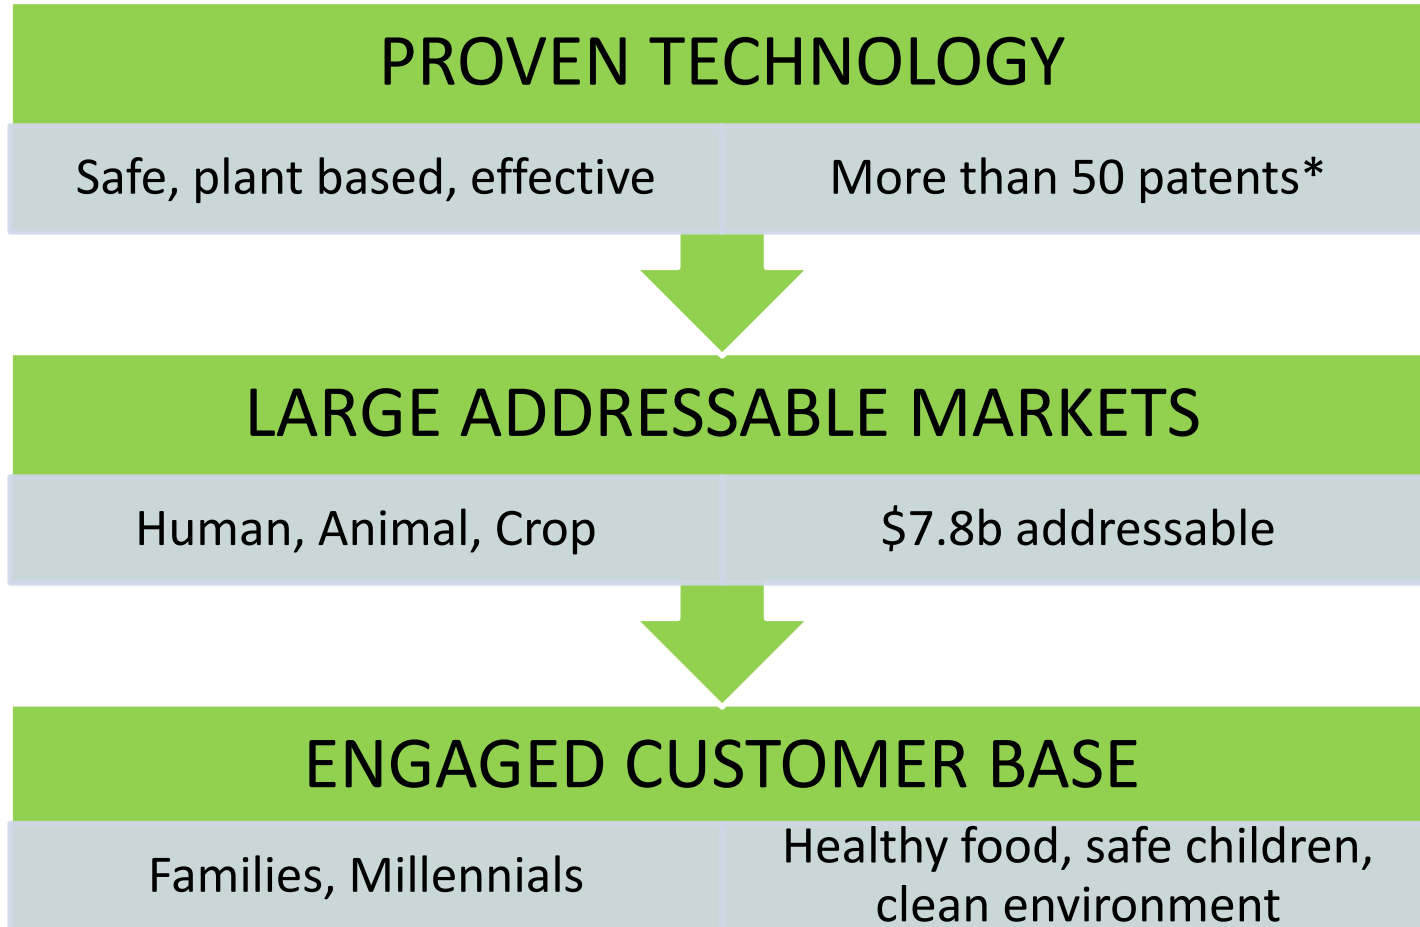 PROVEN TECHNOLOGY
Safe, plant based, effective
More than 50 patents*
LARGE ADDRESSABLE MARKETS
Human, Animal, Crop
$7.8b addressable
ENGAGED CUSTOMER BASE
Families, Millennials
Healthy food, safe children,
clean environment